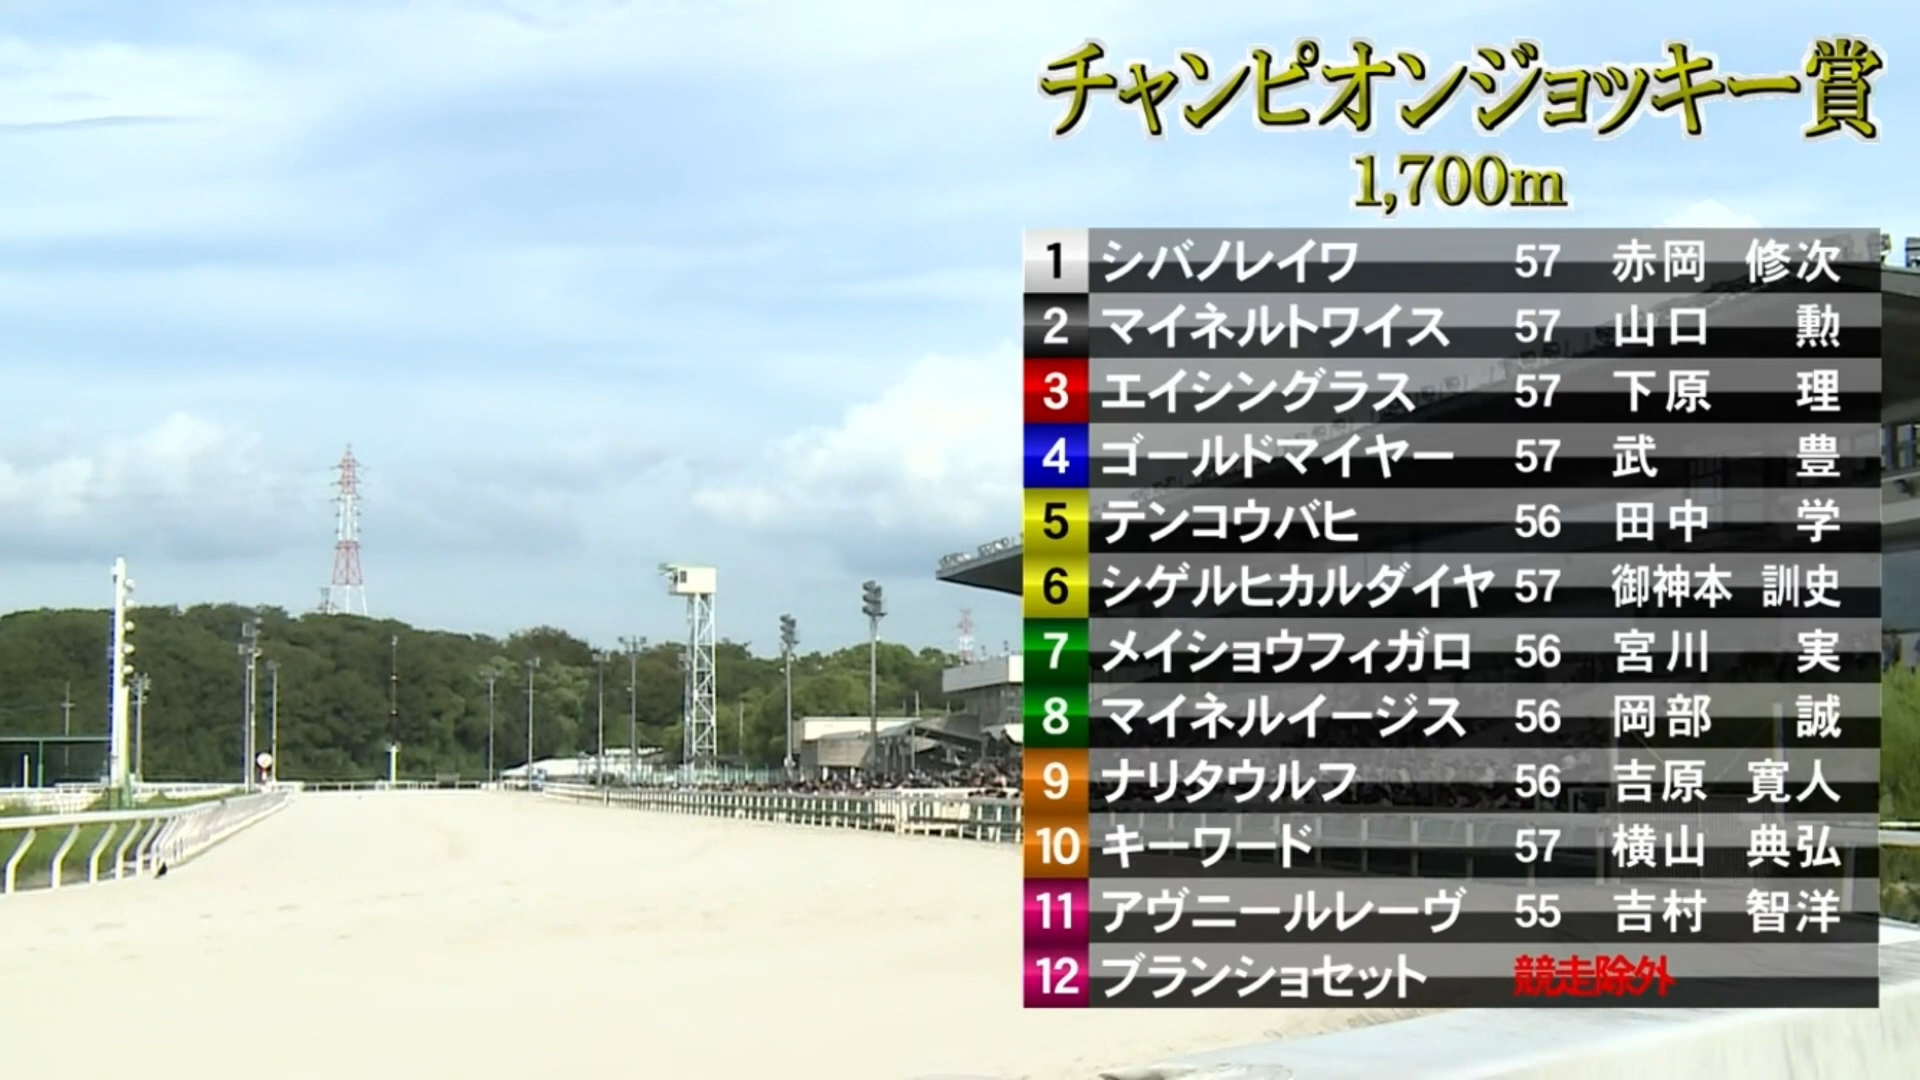 チャンピオンジョッキー賞
1,700m
1 シバノレイワ 57 赤岡 修次
2 マイネルトワイス 57 山口 勲
3 エイシングラス 57 下原 理
4 ゴールドマイヤー 57 武 豊
5 テンコウバヒ 56 田中 学
6 シゲルヒカルダイヤ 57 御神本 訓史
7 メイショウフィガロ 56 宮川 実
8 マイネルイージス 56 岡部 誠
9 ナリタウルフ 56 吉原 寛人
10 キーワード 57 横山 典弘
11 アヴニールレーヴ 55 吉村 智洋
12 ブランショセット 競走除外